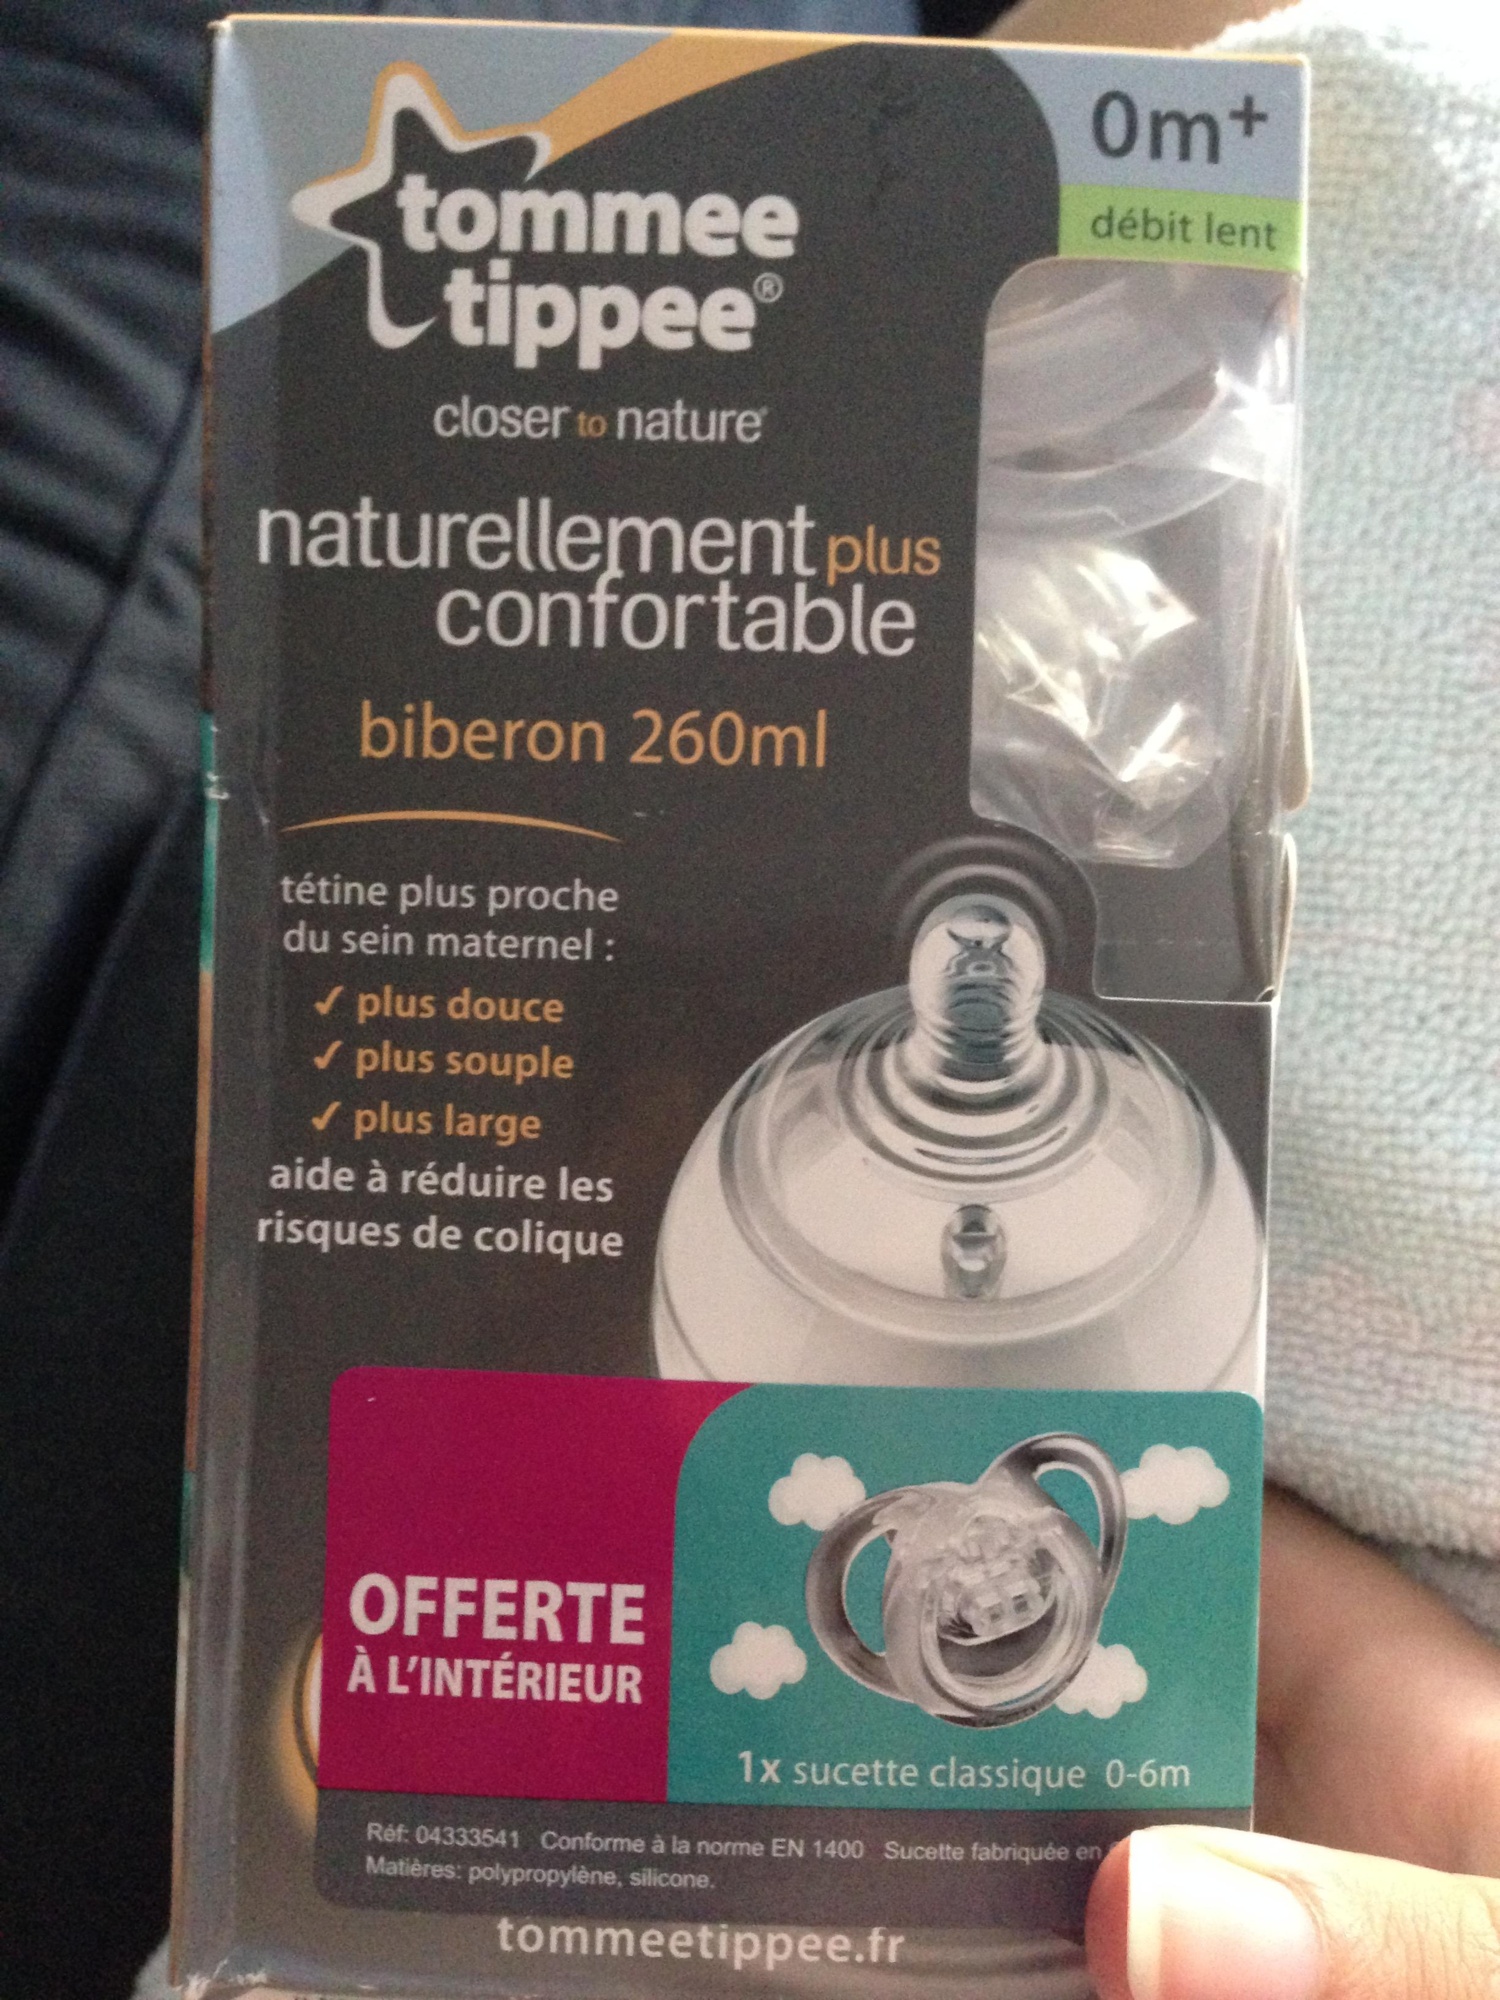 0m+
débit lent
tommee
tippee®
closer to nature
naturellement plus
confortable
biberon 260ml
tétine plus proche
du sein maternel :
✓ plus douce
✓ plus souple
✓ plus large
aide à réduire les
risques de colique
OFFERTE
À L'INTÉRIEUR
1x sucette classique 0-6m
Réf: 04333541 Conforme à la norme EN 1400 Sucette fabriquée en
Matières: polypropylène, silicone.
tommeetippee.fr